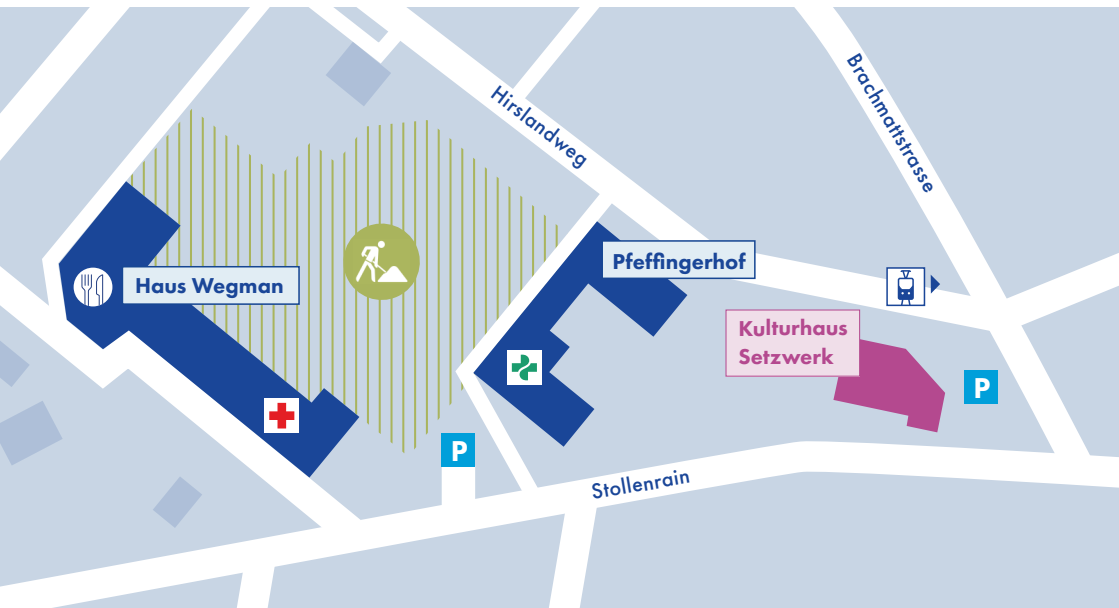 Hirslandweg
Brachmattstrasse
Haus Wegman
Pfeffingerhof
Kulturhaus
Setzwerk
P
P
Stollenrain